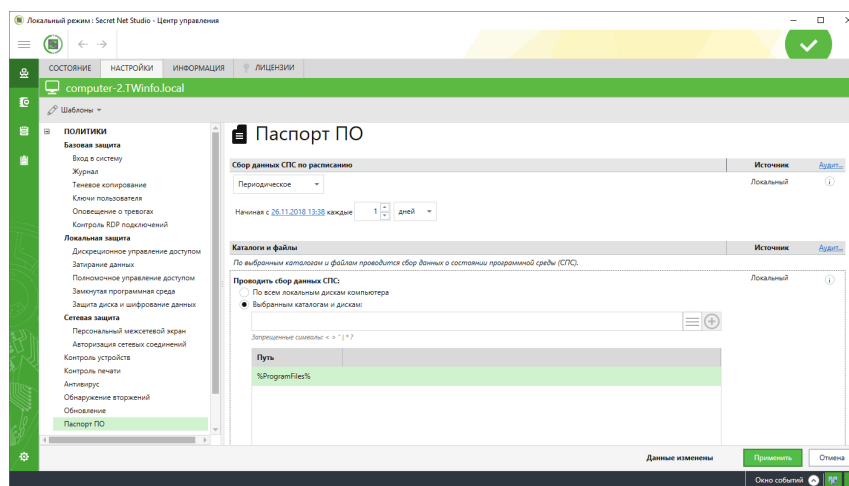 Локальный режим : Secret Net Studio - Центр управления
СОСТОЯНИЕ НАСТРОЙКИ ИНФОРМАЦИЯ ЛИЦЕНЗИИ
computer-2.TWinfo.local
Шаблоны
ПОЛИТИКИ
Базовая защита
Вход в систему
Журнал
Теневое копирование
Ключи пользователя
Оповещение о тревогах
Контроль RDP подключений
Локальная защита
Дискреционное управление доступом
Затирание данных
Полномочное управление доступом
Замкнутая программная среда
Защита диска и шифрование данных
Сетевая защита
Персональный межсетевой экран
Авторизация сетевых соединений
Контроль устройств
Контроль печати
Антивирус
Обнаружение вторжений
Обновление
Паспорт ПО
Паспорт ПО
Сбор данных СПС по расписанию Источник Аудит...
Периодическое Локальный
Начиная с 26.11.2018 13:38 каждые 1 дней
Каталоги и файлы Источник Аудит...
По выбранным каталогам и файлам проводится сбор данных о состоянии программной среды (СПС).
Проводить сбор данных СПС: Локальный
По всем локальным дискам компьютера
Выбранным каталогам и дискам:
Запрещенные символы: < > " | * ?
Путь
%ProgramFiles%
Данные изменены Применить Отмена
Окно событий